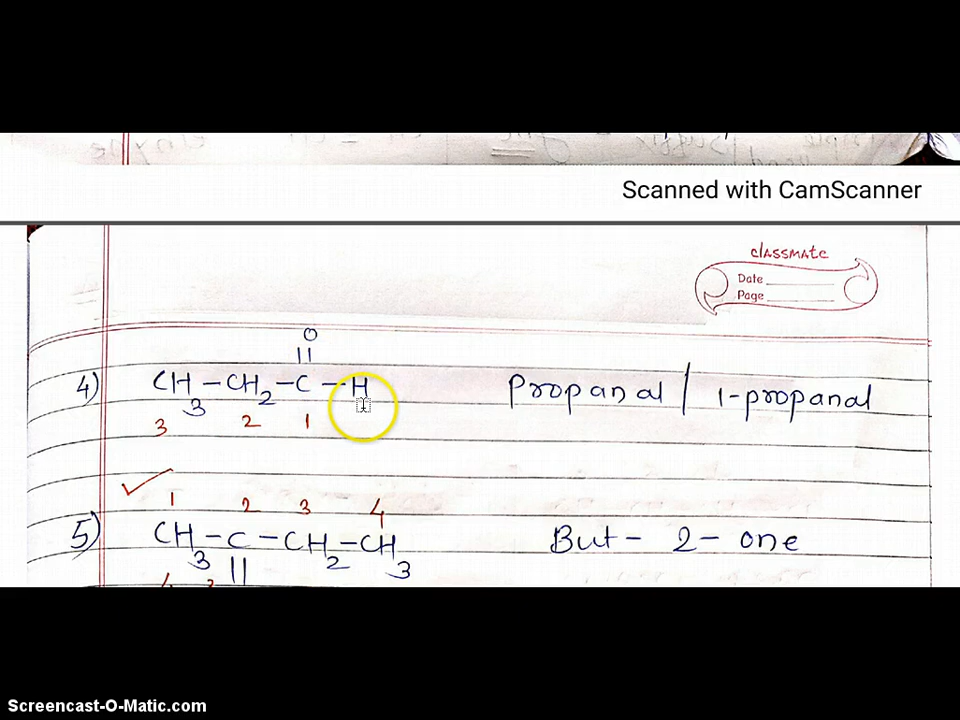 Scanned with CamScanner
classmate
Date
Page
O
||
4) CH3 - CH2 - C - H Propanal / 1-propanal
3 2 1
1 2 3 4
5) CH3 - C - CH2 - CH3 But - 2 - one
||
Screencast-O-Matic.com